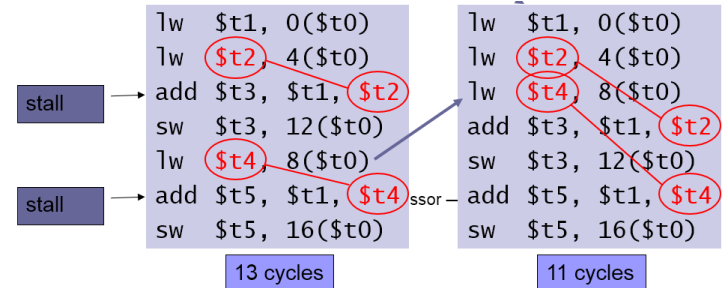 lw $t1, 0($t0)
lw $t2, 4($t0)
stall
add $t3, $t1, $t2
sw $t3, 12($t0)
lw $t4, 8($t0)
stall
add $t5, $t1, $t4
sw $t5, 16($t0)
13 cycles
lw $t1, 0($t0)
lw $t2, 4($t0)
lw $t4, 8($t0)
add $t3, $t1, $t2
sw $t3, 12($t0)
ssor —
add $t5, $t1, $t4
sw $t5, 16($t0)
11 cycles